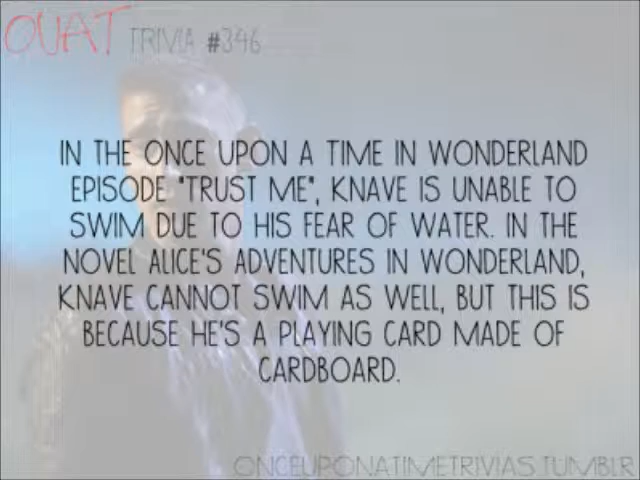 OUAT TRIVIA #346
IN THE ONCE UPON A TIME IN WONDERLAND
EPISODE "TRUST ME", KNAVE IS UNABLE TO
SWIM DUE TO HIS FEAR OF WATER. IN THE
NOVEL ALICE'S ADVENTURES IN WONDERLAND,
KNAVE CANNOT SWIM AS WELL, BUT THIS IS
BECAUSE HE'S A PLAYING CARD MADE OF
CARDBOARD.
ONCEUPONATIMETRIVIAS.TUMBLR